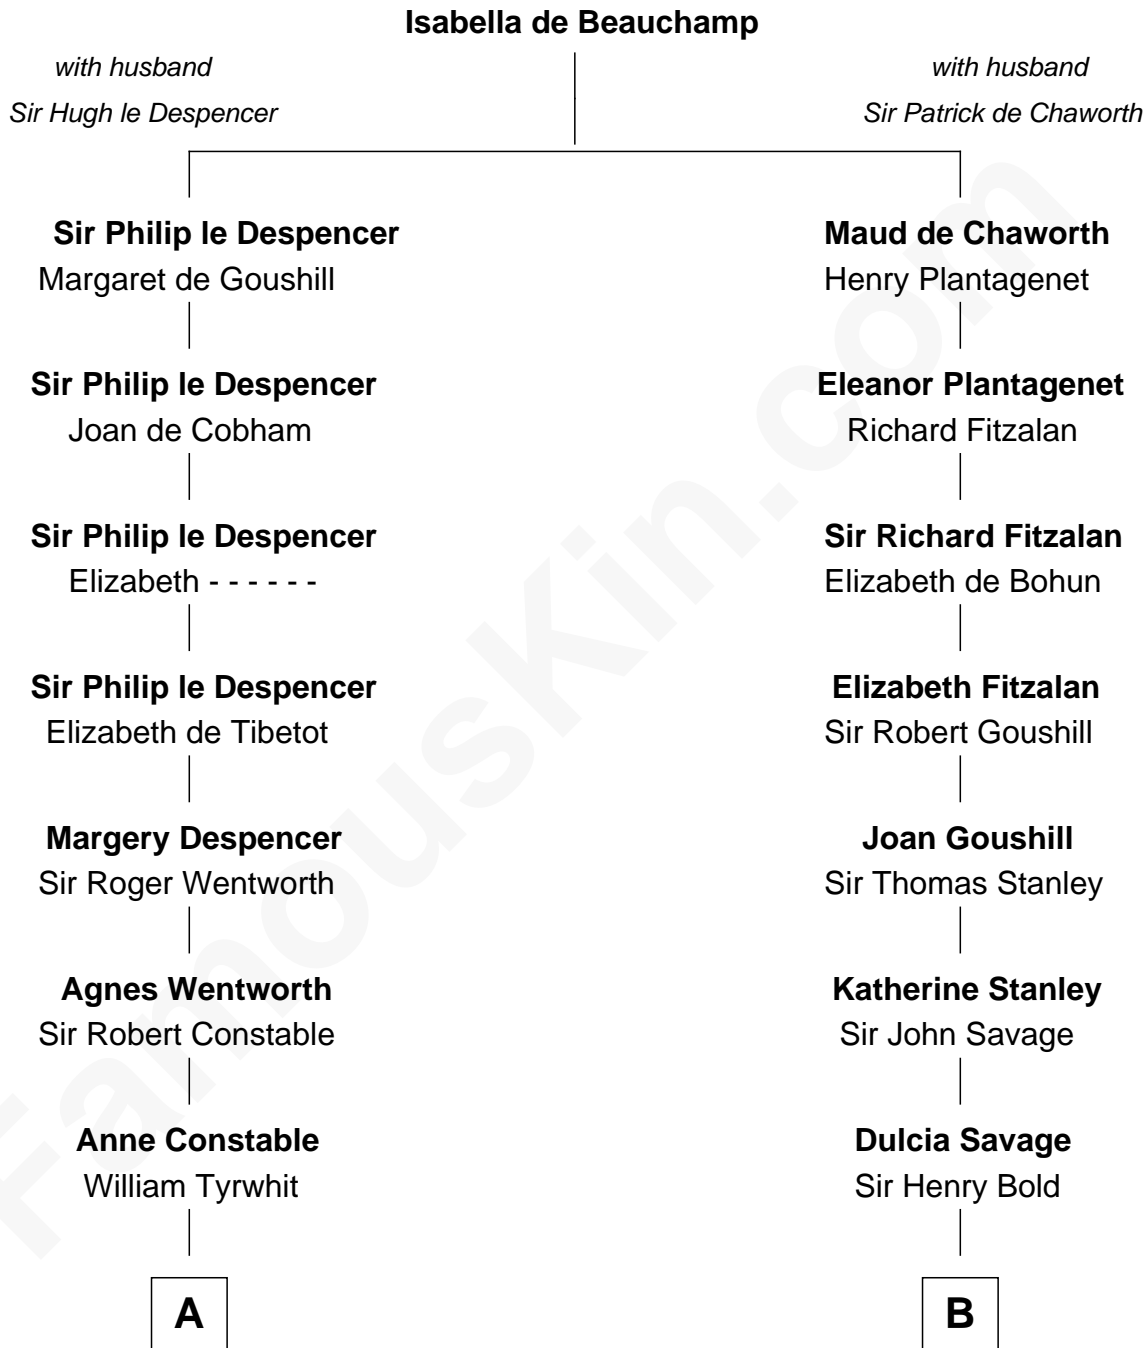 Isabella de Beauchamp
with husband
Sir Hugh le Despencer
with husband
Sir Patrick de Chaworth
Sir Philip le Despencer
Margaret de Goushill
Maud de Chaworth
Henry Plantagenet
Sir Philip le Despencer
Joan de Cobham
Eleanor Plantagenet
Richard Fitzalan
Sir Philip le Despencer
Elizabeth - - - - - -
Sir Richard Fitzalan
Elizabeth de Bohun
Sir Philip le Despencer
Elizabeth de Tibetot
Elizabeth Fitzalan
Sir Robert Goushill
Margery Despencer
Sir Roger Wentworth
Joan Goushill
Sir Thomas Stanley
Agnes Wentworth
Sir Robert Constable
Katherine Stanley
Sir John Savage
Anne Constable
William Tyrwhit
Dulcia Savage
Sir Henry Bold
A
B
FamousKin.com